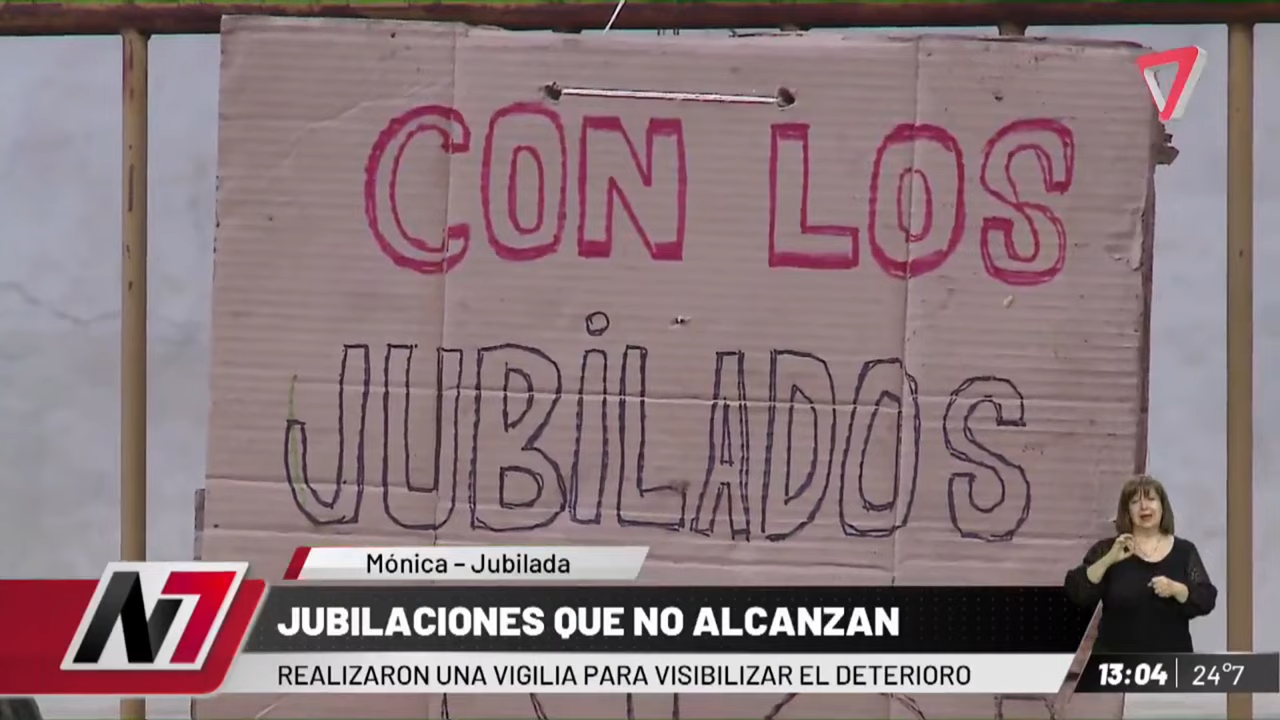 CON LOS
JUBiLADOS
Mónica – Jubilada
N7
JUBILACIONES QUE NO ALCANZAN
REALIZARON UNA VIGILIA PARA VISIBILIZAR EL DETERIORO
13:04 24°7